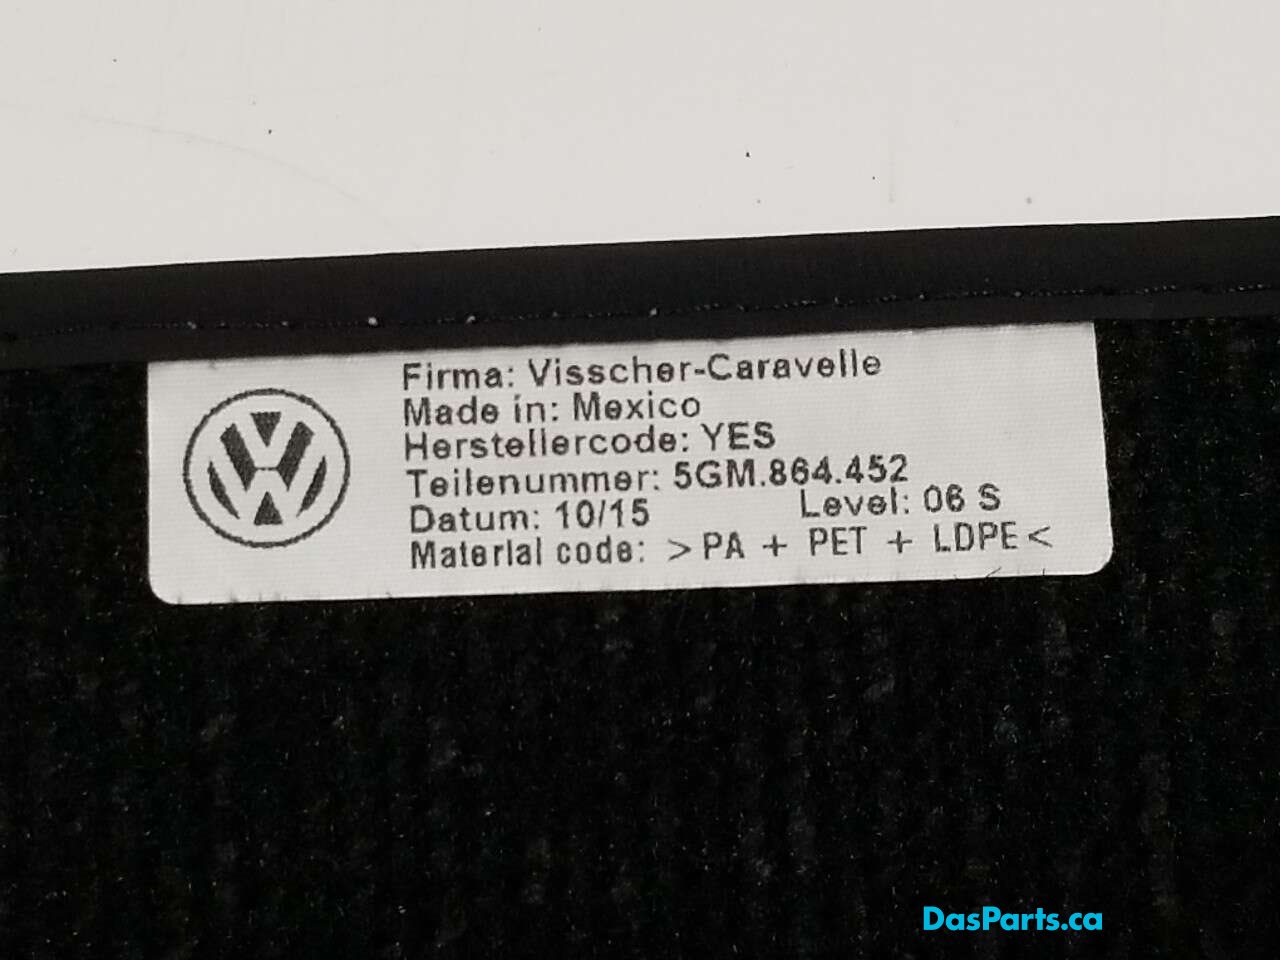 Firma: Visscher-Caravelle
Made in: Mexico
Herstellercode: YES
Teilenummer: 5GM.864.452
Datum: 10/15 Level: 06 S
Material code: >PA + PET + LDPE<
DasParts.ca